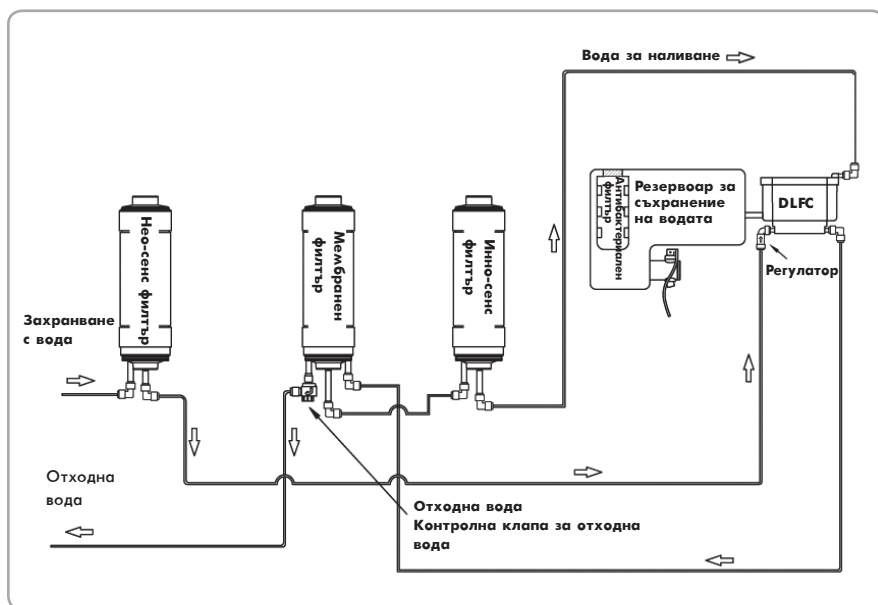 Вода за наливане
Антибактериален
филтър
Резервоар за
съхранение
на водата
DLFC
Регулатор
Нео-сенс филтър
Мембранен
филтър
Инно-сенс
филтър
Захранване
с вода
Отходна
вода
Отходна вода
Контролна клапа за отходна
вода